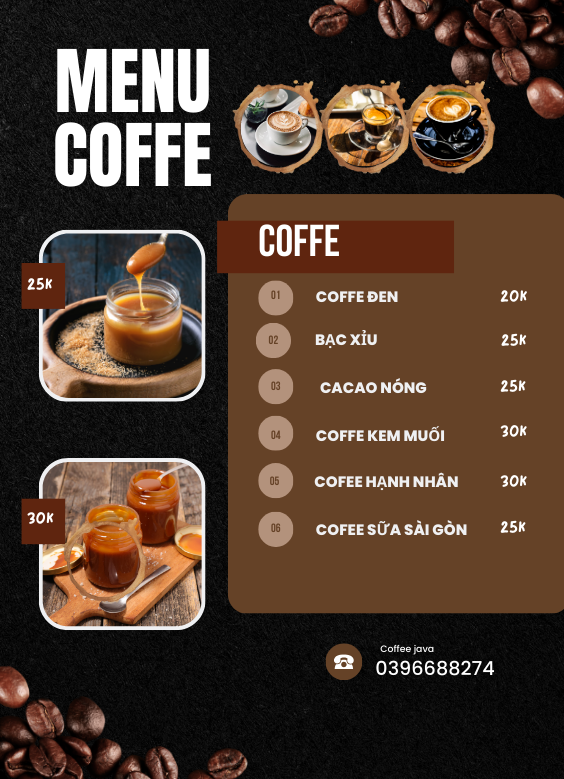 MENU
COFFE
COFFE
01 COFFE ĐEN 20K
02 BẠC XỈU 25K
03 CACAO NÓNG 25K
04 COFFE KEM MUỐI 30K
05 COFEE HẠNH NHÂN 30K
06 COFEE SỮA SÀI GÒN 25K
25K
30K
Coffee java
0396688274